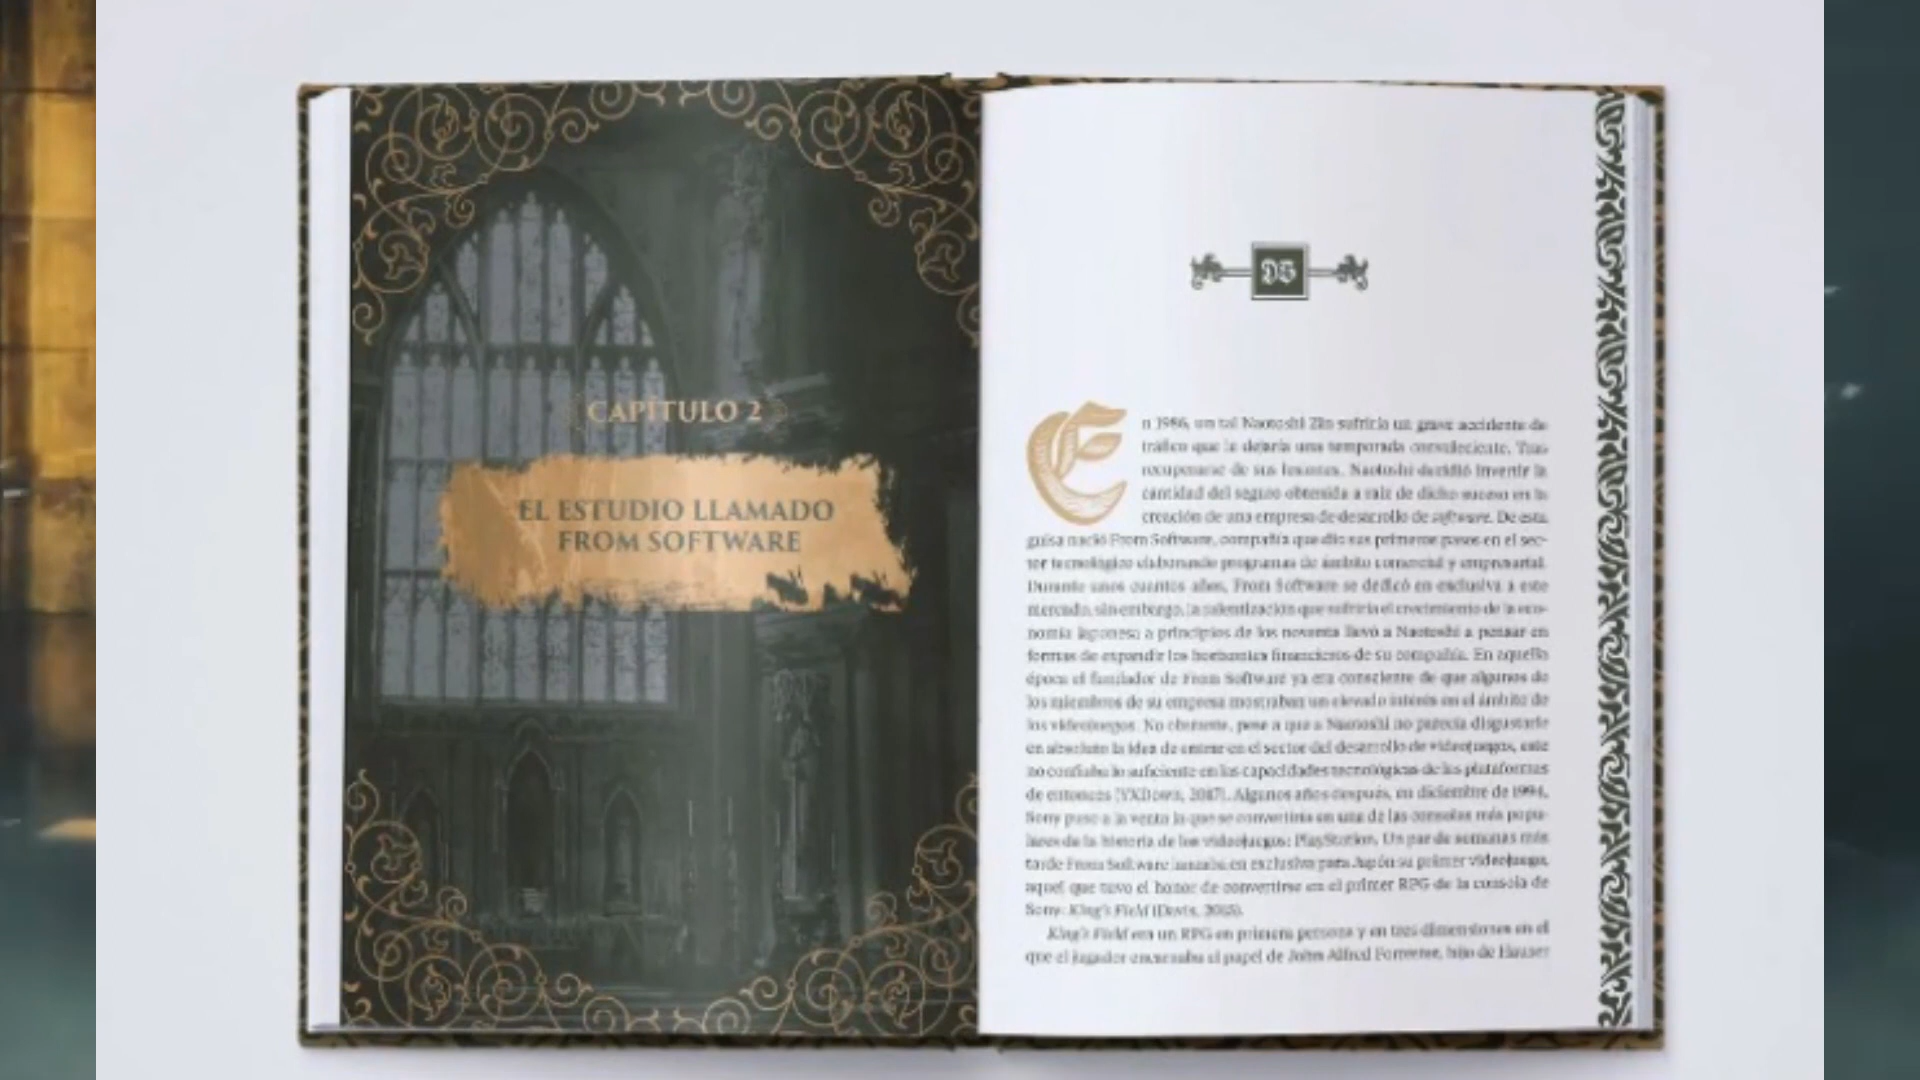 CAPÍTULO 2
EL ESTUDIO LLAMADO
FROM SOFTWARE
En 1986, un tal Naotoshi Zin sufriría un grave accidente de
tráfico que le dejaría una temporada convaleciente. Tras
recuperarse de sus lesiones, Naotoshi decidió invertir la
cantidad del seguro obtenida a raíz de dicho suceso en la
creación de una empresa de desarrollo de software. De esta
guisa nació From Software, compañía que dio sus primeros pasos en el sec-
tor tecnológico elaborando programas de ámbito comercial y empresarial.
Durante unos cuantos años, From Software se dedicó en exclusiva a este
mercado, sin embargo, la ralentización que sufriría el crecimiento de la eco-
nomía japonesa a principios de los noventa llevó a Naotoshi a pensar en
formas de expandir los horizontes financieros de su compañía. En aquella
época el fundador de From Software ya era consciente de que algunos de
los miembros de su empresa mostraban un elevado interés en el ámbito de
los videojuegos. No obstante, pese a que a Naotoshi no parecía disgustarle
en absoluto la idea de entrar en el sector del desarrollo de videojuegos, este
no confiaba lo suficiente en las capacidades tecnológicas de las plataformas
de entonces (YXDown, 2017). Algunos años después, en diciembre de 1994,
Sony puso a la venta la que se convertiría en una de las consolas más popu-
lares de la historia de los videojuegos: PlayStation. Un par de semanas más
tarde From Software lanzaba en exclusiva para Japón su primer videojuego,
aquel que tuvo el honor de convertirse en el primer RPG de la consola de
Sony: King's Field (Davis, 2015).
King's Field era un RPG en primera persona y en tres dimensiones en el
que el jugador encarnaba el papel de John Alfred Forrester, hijo de Hauser